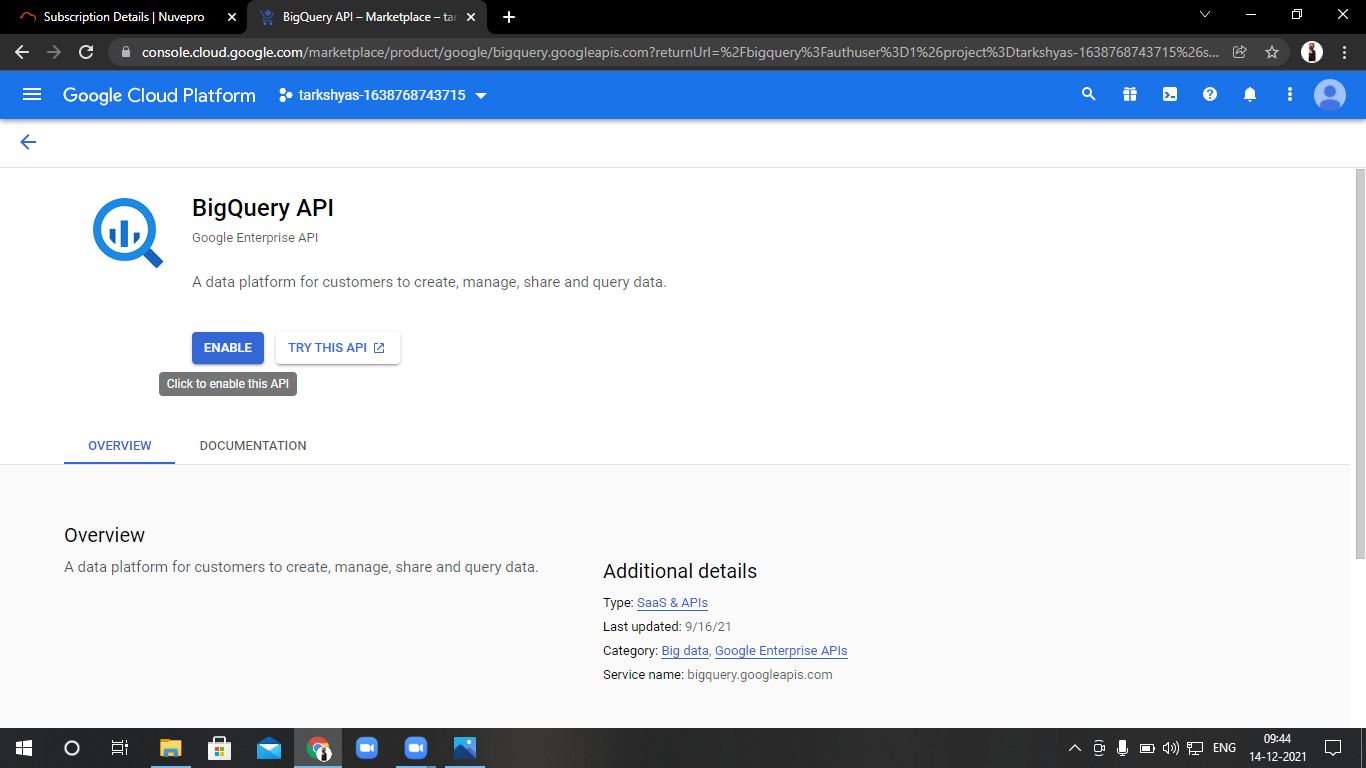 Subscription Details | Nuvepro
BigQuery API – Marketplace – tar
console.cloud.google.com/marketplace/product/google/bigquery.googleapis.com?returnUrl=%2Fbigquery%3Fauthuser%3D1%26project%3Dtarkshyas-1638768743715%26s...
Google Cloud Platform
tarkshyas-1638768743715
BigQuery API
Google Enterprise API
A data platform for customers to create, manage, share and query data.
ENABLE
TRY THIS API
Click to enable this API
OVERVIEW
DOCUMENTATION
Overview
A data platform for customers to create, manage, share and query data.
Additional details
Type: SaaS & APIs
Last updated: 9/16/21
Category: Big data, Google Enterprise APIs
Service name: bigquery.googleapis.com
ENG
09:44
14-12-2021